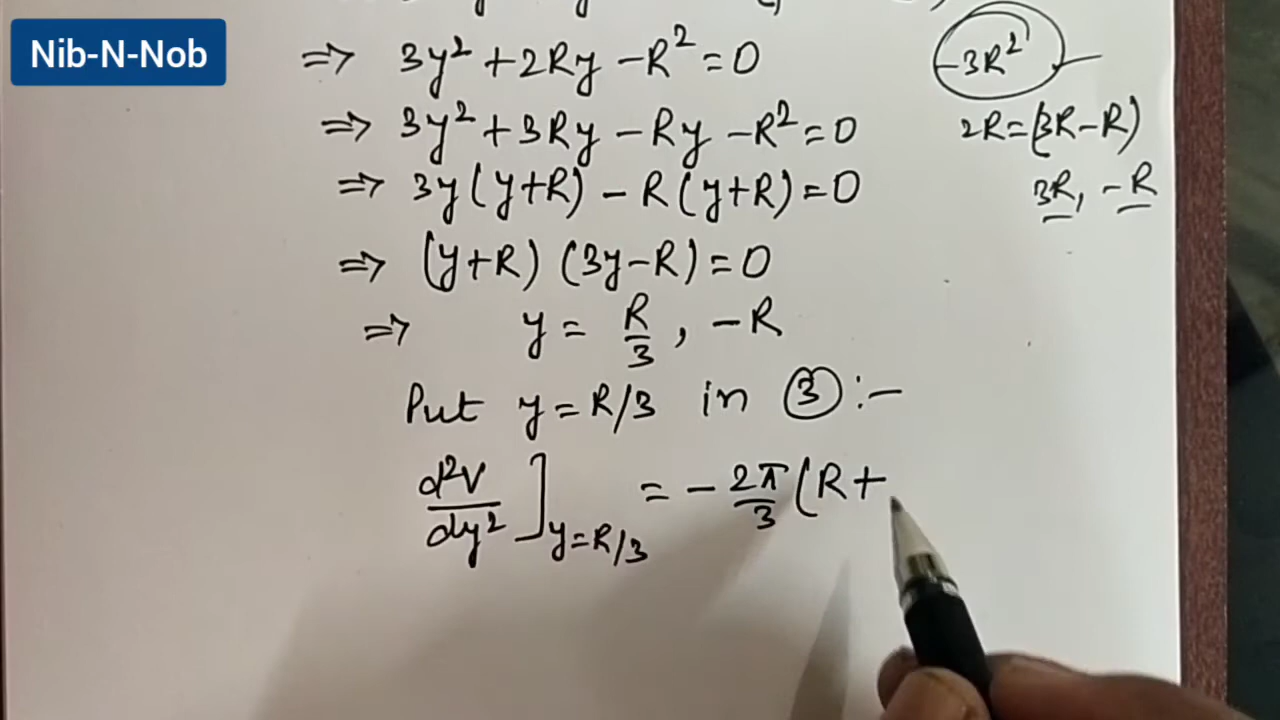 Nib-N-Nob
⇒ 3y² + 2Ry - R² = 0
-3R²
⇒ 3y² + 3Ry - Ry - R² = 0
2R = (3R - R)
⇒ 3y(y+R) - R(y+R) = 0
3R, -R
⇒ (y+R) (3y-R) = 0
⇒ y = R/3, -R
Put y = R/3 in ③ :-
d²V/dy² ]y=R/3 = - 2π/3 (R+